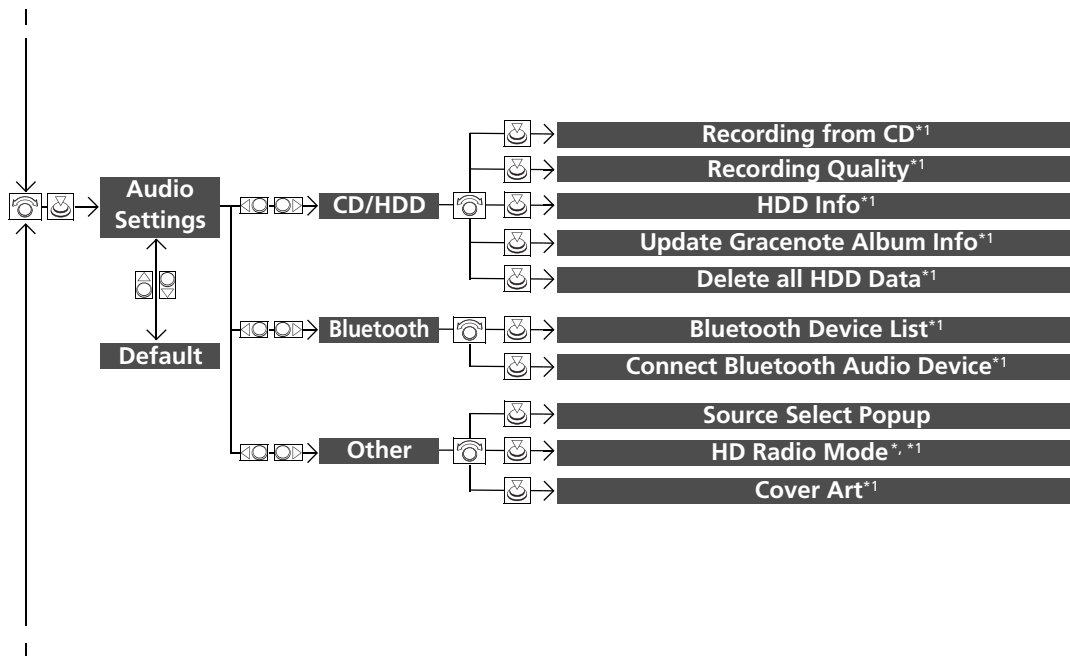 Audio
Settings
Default
CD/HDD
Recording from CD*1
Recording Quality*1
HDD Info*1
Update Gracenote Album Info*1
Delete all HDD Data*1
Bluetooth
Bluetooth Device List*1
Connect Bluetooth Audio Device*1
Other
Source Select Popup
HD Radio Mode*, *1
Cover Art*1